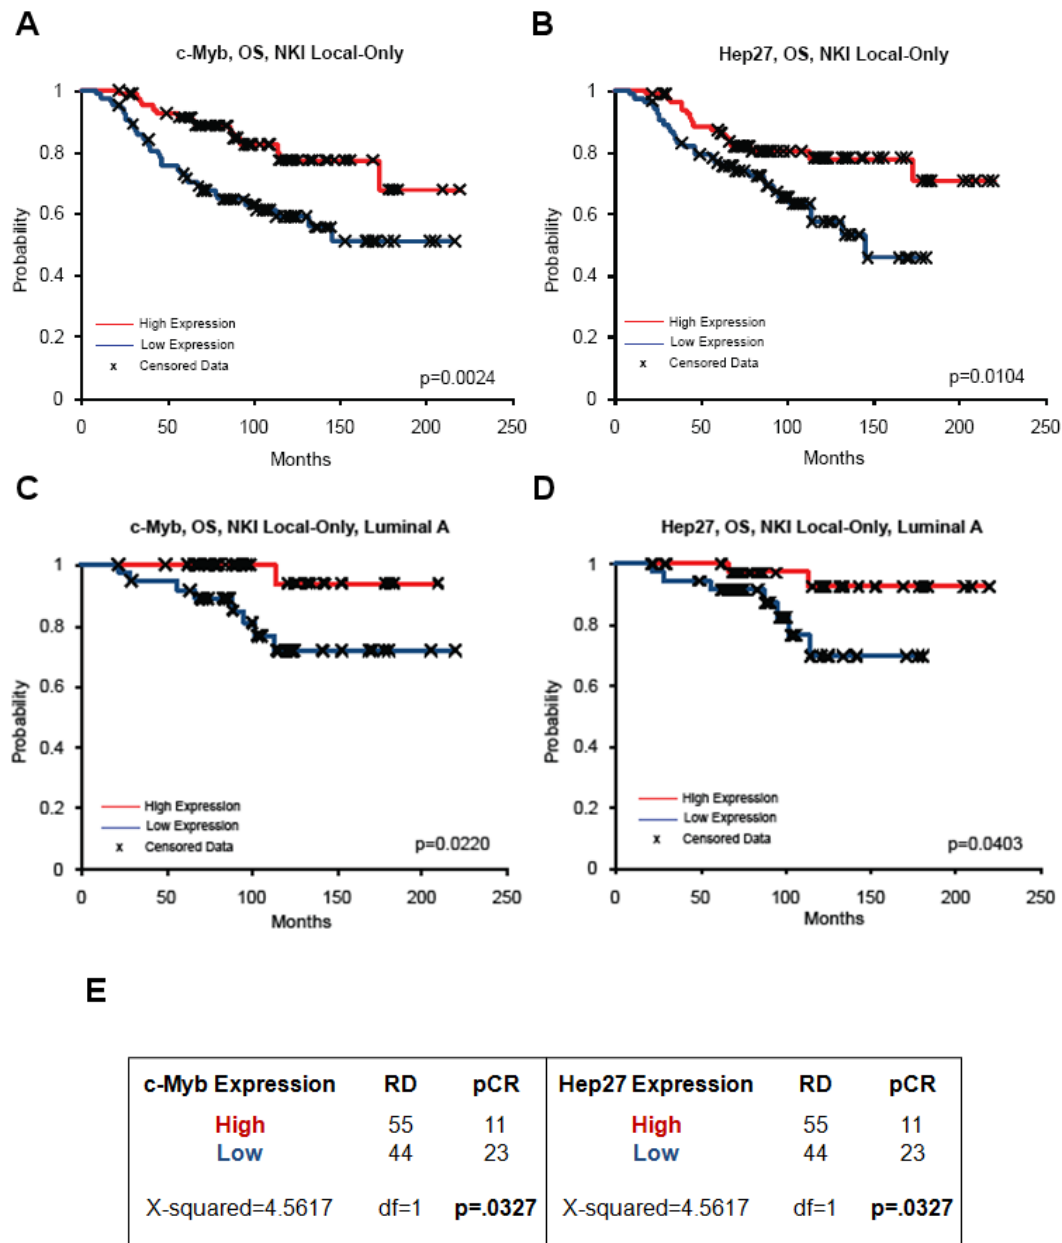 A
c-Myb, OS, NKI Local-Only
1
0.8
0.6
0.4
0.2
0
Probability
High Expression
Low Expression
x Censored Data
p=0.0024
0 50 100 150 200 250
Months
B
Hep27, OS, NKI Local-Only
1
0.8
0.6
0.4
0.2
0
Probability
High Expression
Low Expression
x Censored Data
p=0.0104
0 50 100 150 200 250
Months
C
c-Myb, OS, NKI Local-Only, Luminal A
1
0.8
0.6
0.4
0.2
0
Probability
High Expression
Low Expression
x Censored Data
p=0.0220
0 50 100 150 200 250
Months
D
Hep27, OS, NKI Local-Only, Luminal A
1
0.8
0.6
0.4
0.2
0
Probability
High Expression
Low Expression
x Censored Data
p=0.0403
0 50 100 150 200 250
Months
E
c-Myb Expression RD pCR Hep27 Expression RD pCR
High 55 11 High 55 11
Low 44 23 Low 44 23
X-squared=4.5617 df=1 p=.0327 X-squared=4.5617 df=1 p=.0327